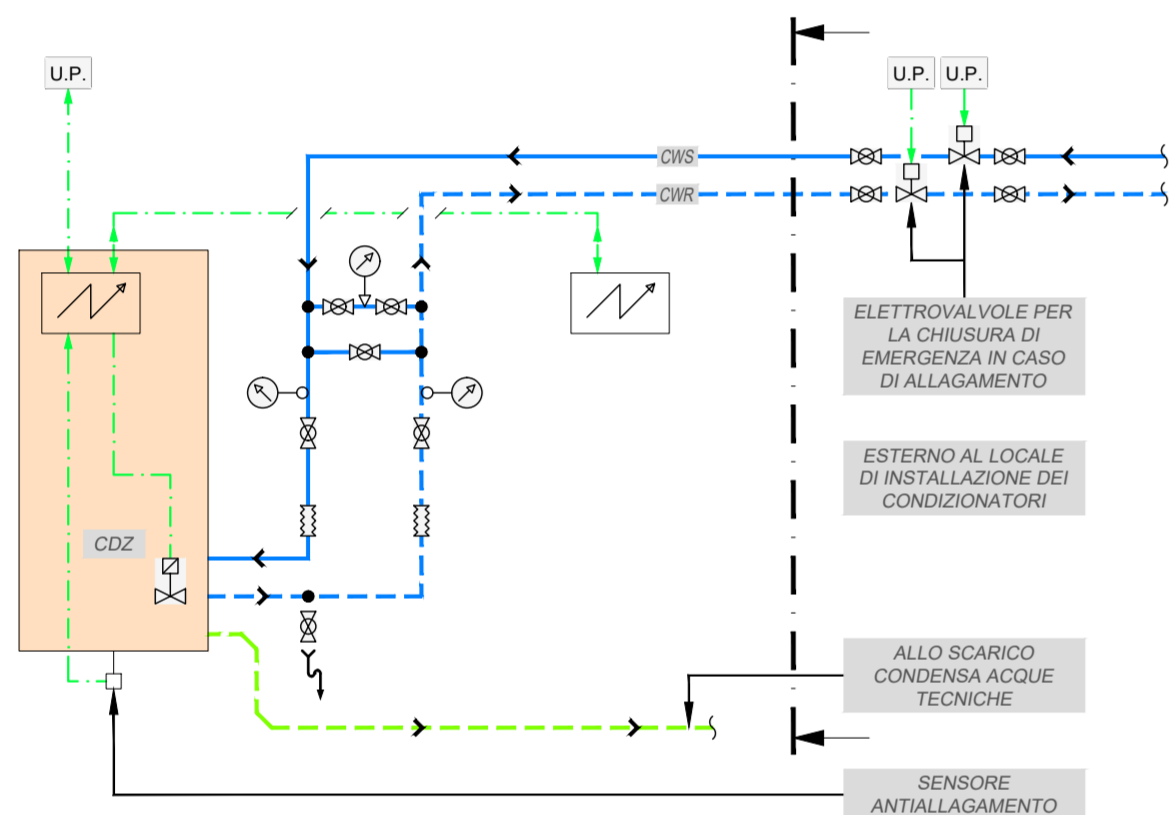 U.P.
U.P.
U.P.
CWS
CWR
ELETTROVALVOLE PER
LA CHIUSURA DI
EMERGENZA IN CASO
DI ALLAGAMENTO
ESTERNO AL LOCALE
DI INSTALLAZIONE DEI
CONDIZIONATORI
CDZ
ALLO SCARICO
CONDENSA ACQUE
TECNICHE
SENSORE
ANTIALLAGAMENTO